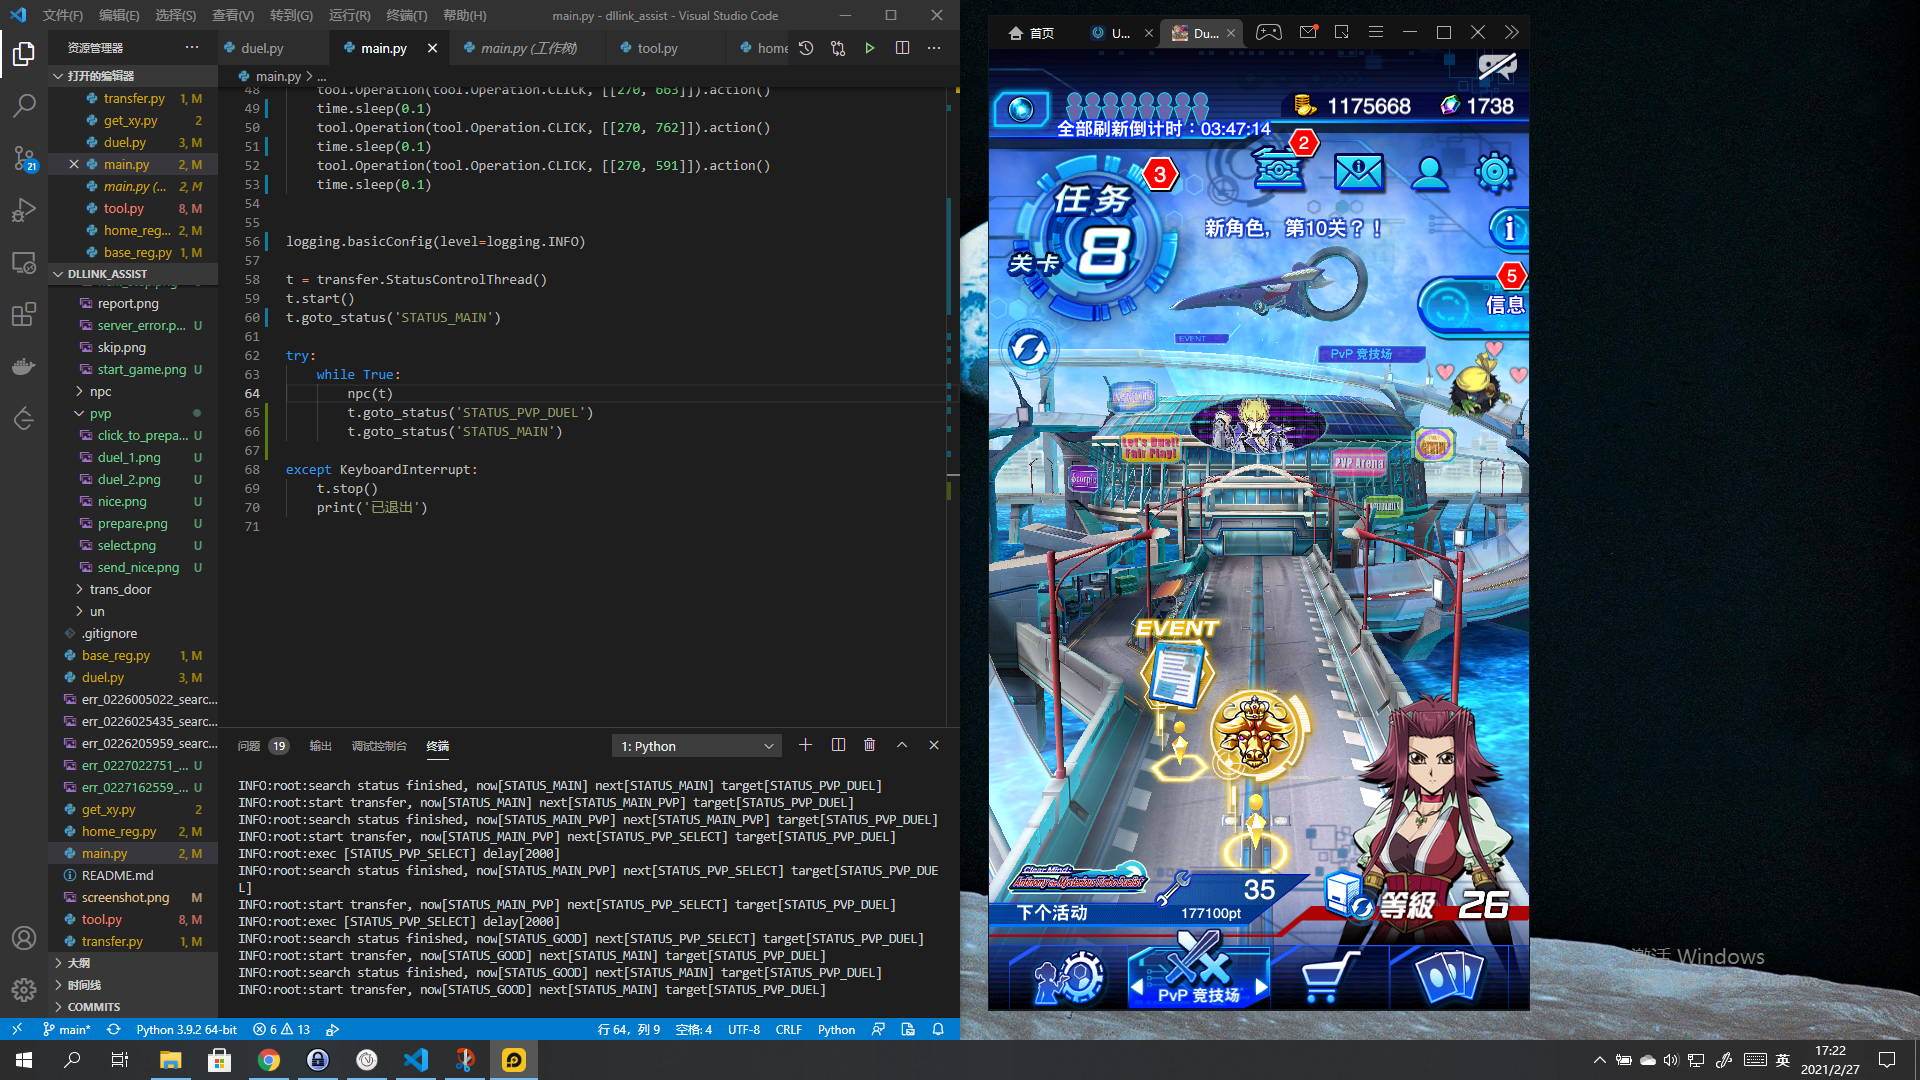 文件(F) 编辑(E) 选择(S) 查看(V) 转到(G) 运行(R) 终端(T) 帮助(H) main.py - dllink_assist - Visual Studio Code
资源管理器
打开的编辑器
transfer.py 1, M
get_xy.py 2
duel.py 3, M
main.py 2, M
main.py (... 2, M
tool.py 8, M
home_reg... 2, M
base_reg.py 1, M
DLLINK_ASSIST
report.png
server_error.p... U
skip.png
start_game.png U
npc
pvp
click_to_prepa... U
duel_1.png U
duel_2.png U
nice.png U
prepare.png U
select.png U
send_nice.png U
trans_door
un
.gitignore
base_reg.py 1, M
duel.py 3, M
err_0226005022_searc...
err_0226025435_searc...
err_0226205959_searc...
err_0227022751_... U
err_0227162559_... U
get_xy.py 2
home_reg.py 2, M
main.py 2, M
README.md
screenshot.png M
tool.py 8, M
transfer.py 1, M
大纲
时间线
COMMITS
21
duel.py main.py main.py (工作树) tool.py home
main.py > ...
48 tool.Operation(tool.Operation.CLICK, [[270, 663]]).action()
49 time.sleep(0.1)
50 tool.Operation(tool.Operation.CLICK, [[270, 762]]).action()
51 time.sleep(0.1)
52 tool.Operation(tool.Operation.CLICK, [[270, 591]]).action()
53 time.sleep(0.1)
54
55
56 logging.basicConfig(level=logging.INFO)
57
58 t = transfer.StatusControlThread()
59 t.start()
60 t.goto_status('STATUS_MAIN')
61
62 try:
63 while True:
64 npc(t)
65 t.goto_status('STATUS_PVP_DUEL')
66 t.goto_status('STATUS_MAIN')
67
68 except KeyboardInterrupt:
69 t.stop()
70 print('已退出')
71
问题 19 输出 调试控制台 终端 1: Python
INFO:root:search status finished, now[STATUS_MAIN] next[STATUS_MAIN] target[STATUS_PVP_DUEL]
INFO:root:start transfer, now[STATUS_MAIN] next[STATUS_MAIN_PVP] target[STATUS_PVP_DUEL]
INFO:root:search status finished, now[STATUS_MAIN_PVP] next[STATUS_MAIN_PVP] target[STATUS_PVP_DUEL]
INFO:root:start transfer, now[STATUS_MAIN_PVP] next[STATUS_PVP_SELECT] target[STATUS_PVP_DUEL]
INFO:root:exec [STATUS_PVP_SELECT] delay[2000]
INFO:root:search status finished, now[STATUS_MAIN_PVP] next[STATUS_PVP_SELECT] target[STATUS_PVP_DUE
L]
INFO:root:start transfer, now[STATUS_MAIN_PVP] next[STATUS_PVP_SELECT] target[STATUS_PVP_DUEL]
INFO:root:exec [STATUS_PVP_SELECT] delay[2000]
INFO:root:search status finished, now[STATUS_GOOD] next[STATUS_PVP_SELECT] target[STATUS_PVP_DUEL]
INFO:root:start transfer, now[STATUS_GOOD] next[STATUS_MAIN] target[STATUS_PVP_DUEL]
INFO:root:search status finished, now[STATUS_GOOD] next[STATUS_MAIN] target[STATUS_PVP_DUEL]
INFO:root:start transfer, now[STATUS_GOOD] next[STATUS_MAIN] target[STATUS_PVP_DUEL]
main* Python 3.9.2 64-bit 6 13 行 64，列 9 空格: 4 UTF-8 CRLF Python
首页 U... Du...
1175668 1738
全部刷新倒计时：03:47:14
2
3
任务
8
关卡
新角色，第10关？！
5
信息
EVENT
PvP 竞技场
Let's Duel!
Fair Play!
PVP Arena
Scorpio
EVENT
Clear Mind:
35
下个活动 177100pt
等級 26
PvP 竞技场
激活 Windows
英
17:22
2021/2/27